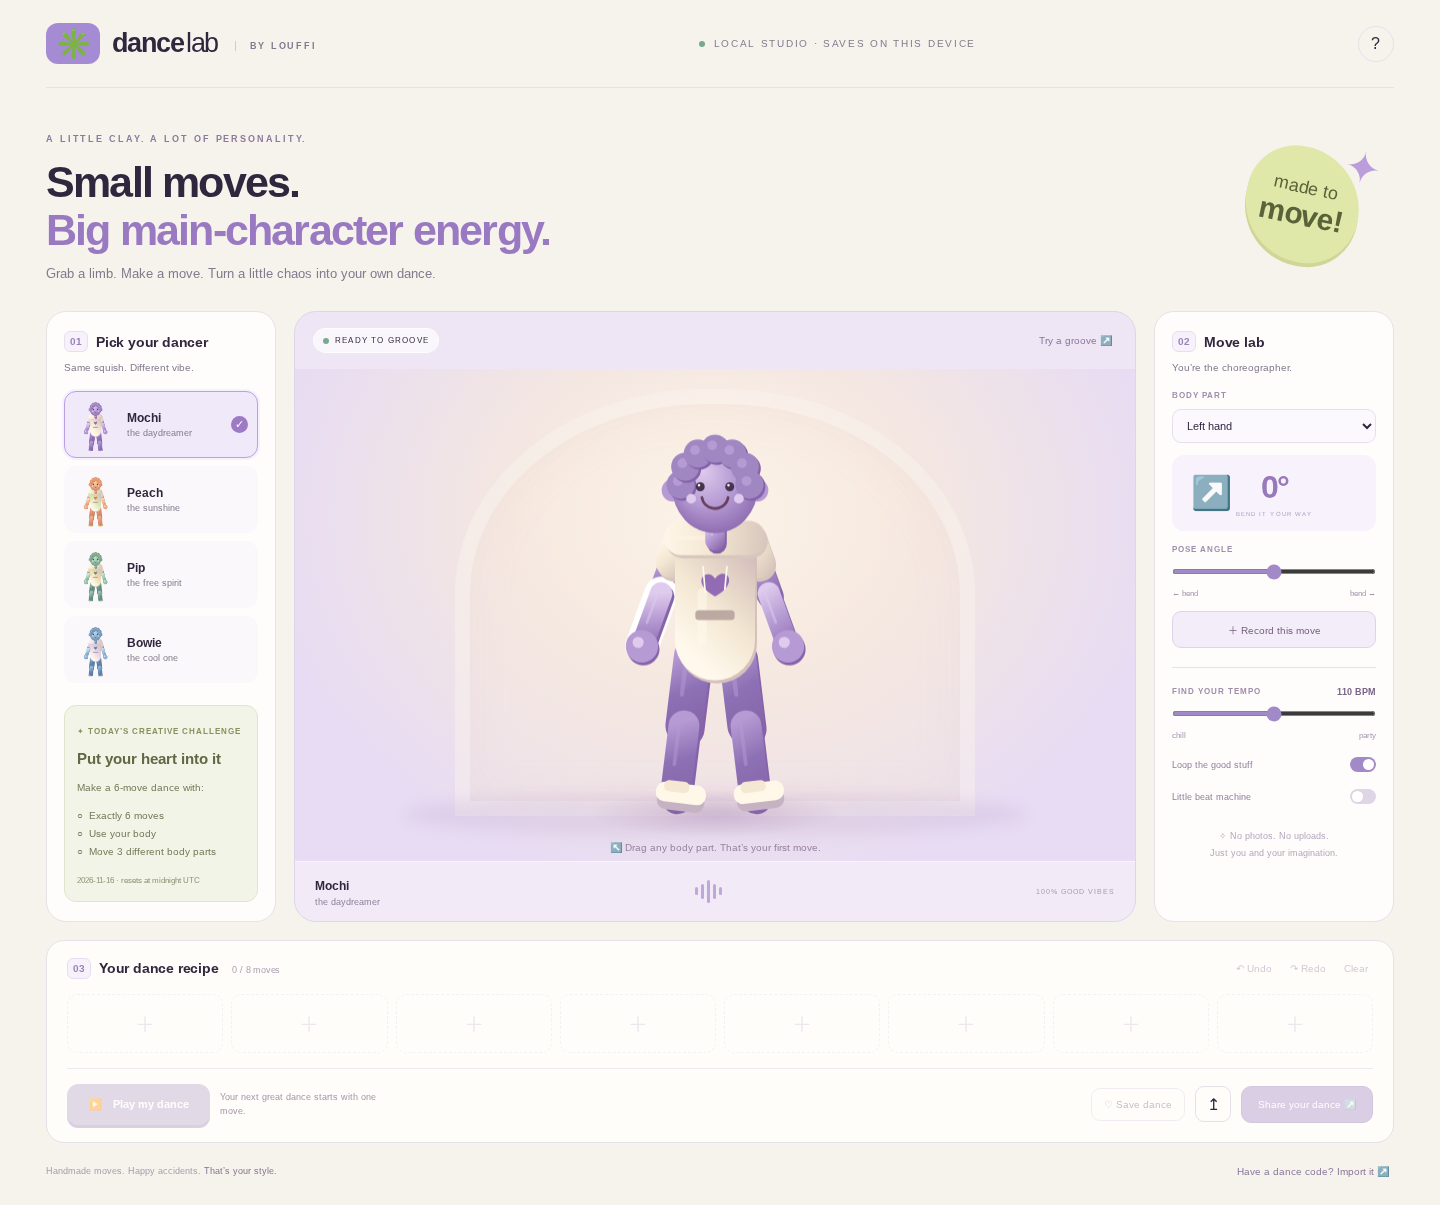 dancelab
BY LOUFFI
LOCAL STUDIO · SAVES ON THIS DEVICE
?
A LITTLE CLAY. A LOT OF PERSONALITY.
Small moves.
Big main-character energy.
Grab a limb. Make a move. Turn a little chaos into your own dance.
made to
move!
01 Pick your dancer
Same squish. Different vibe.
Mochi
the daydreamer
✓
Peach
the sunshine
Pip
the free spirit
Bowie
the cool one
✦ TODAY'S CREATIVE CHALLENGE
Put your heart into it
Make a 6-move dance with:
○ Exactly 6 moves
○ Use your body
○ Move 3 different body parts
2026-11-16 · resets at midnight UTC
READY TO GROOVE
Try a groove ↗
↖ Drag any body part. That's your first move.
Mochi
the daydreamer
100% GOOD VIBES
02 Move lab
You're the choreographer.
BODY PART
Left hand
↗ 0°
SEND IT YOUR WAY
POSE ANGLE
← bend
bend →
+ Record this move
FIND YOUR TEMPO
110 BPM
chill
party
Loop the good stuff
Little beat machine
✧ No photos. No uploads.
Just you and your imagination.
03 Your dance recipe
0 / 8 moves
↶ Undo
↷ Redo
Clear
+ + + + + + + +
▶ Play my dance
Your next great dance starts with one
move.
♡ Save dance
↥
Share your dance ↗
Handmade moves. Happy accidents. That's your style.
Have a dance code? Import it ↗